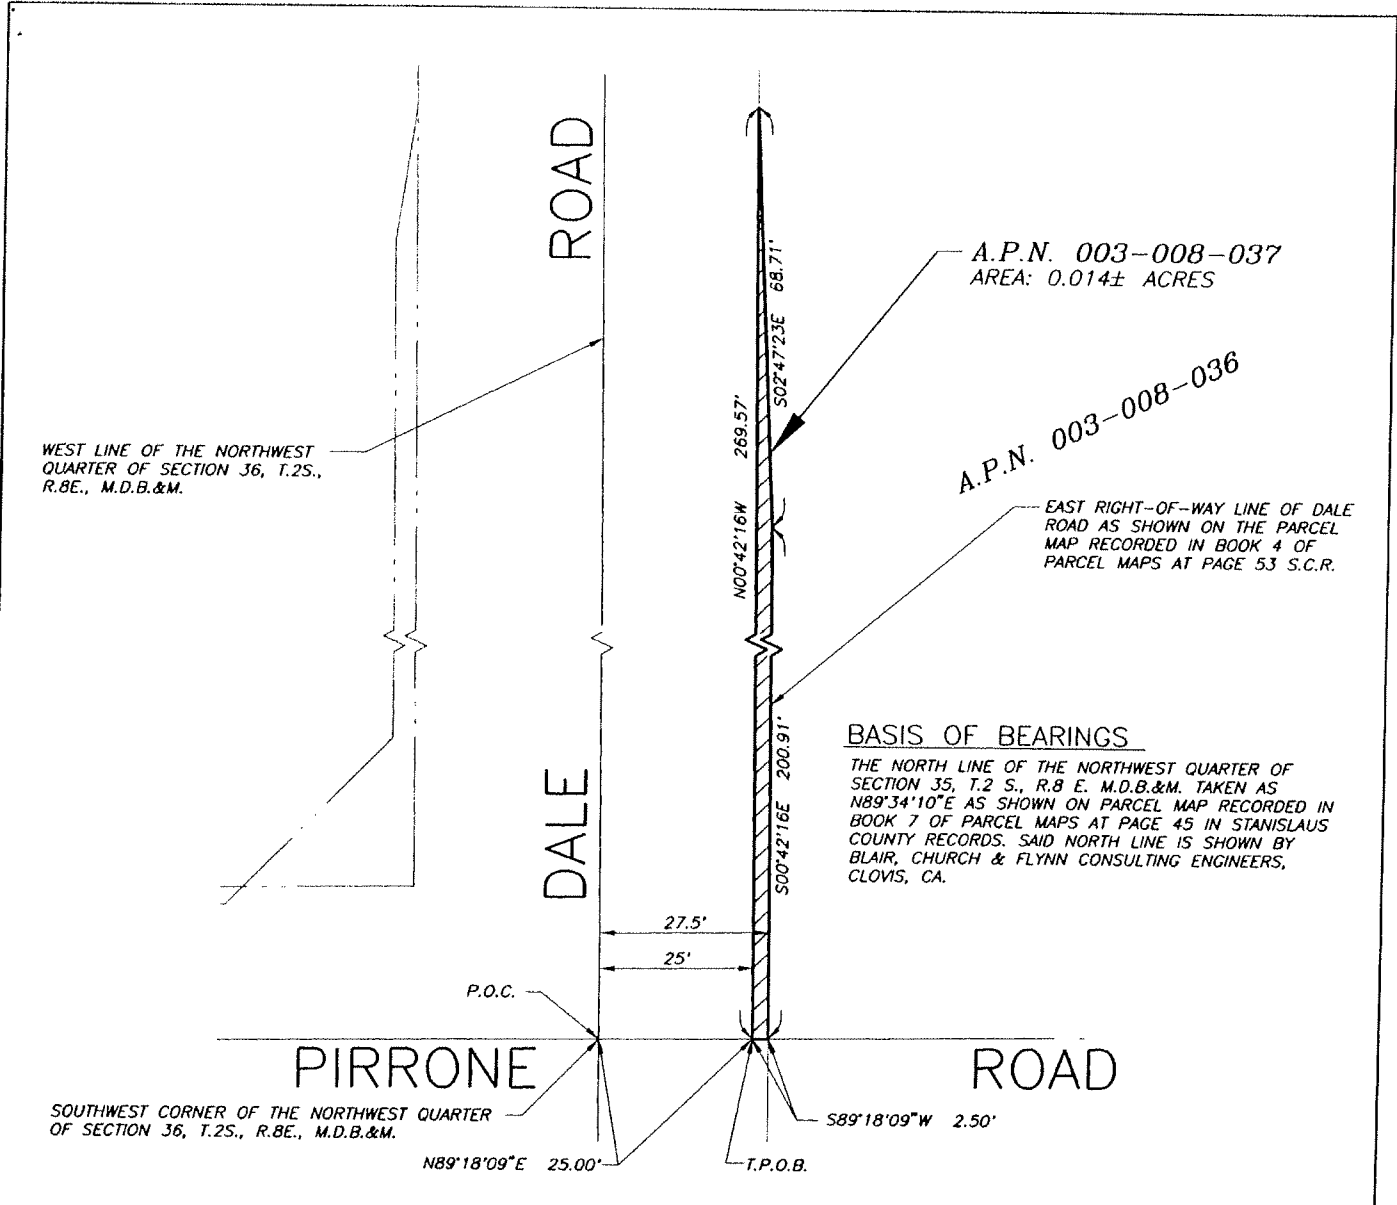 ROAD
A.P.N. 003-008-037
AREA: 0.014± ACRES
S02°47'23E 68.71'
N00°42'16W 269.57'
A.P.N. 003-008-036
WEST LINE OF THE NORTHWEST
QUARTER OF SECTION 36, T.2S.,
R.8E., M.D.B.&M.
EAST RIGHT-OF-WAY LINE OF DALE
ROAD AS SHOWN ON THE PARCEL
MAP RECORDED IN BOOK 4 OF
PARCEL MAPS AT PAGE 53 S.C.R.
S00°42'16E 200.91'
BASIS OF BEARINGS
THE NORTH LINE OF THE NORTHWEST QUARTER OF
SECTION 35, T.2 S., R.8 E. M.D.B.&M. TAKEN AS
N89°34'10"E AS SHOWN ON PARCEL MAP RECORDED IN
BOOK 7 OF PARCEL MAPS AT PAGE 45 IN STANISLAUS
COUNTY RECORDS. SAID NORTH LINE IS SHOWN BY
BLAIR, CHURCH & FLYNN CONSULTING ENGINEERS,
CLOVIS, CA.
DALE
27.5'
25'
P.O.C.
PIRRONE
ROAD
SOUTHWEST CORNER OF THE NORTHWEST QUARTER
OF SECTION 36, T.2S., R.8E., M.D.B.&M.
S89°18'09"W 2.50'
N89°18'09"E 25.00'
T.P.O.B.